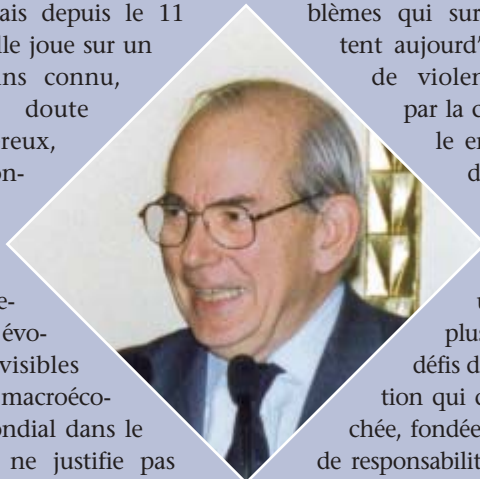 ais depuis le 11
lle joue sur un
ins connu,
doute
reux,
on-
e-
évo-
visibles
macroéco-
ndial dans le
ne justifie pas
blèmes qui sur
tent aujourd'
de violen
par la c
le en
d
plus
défis d
tion qui
chée, fondée
de responsabilit